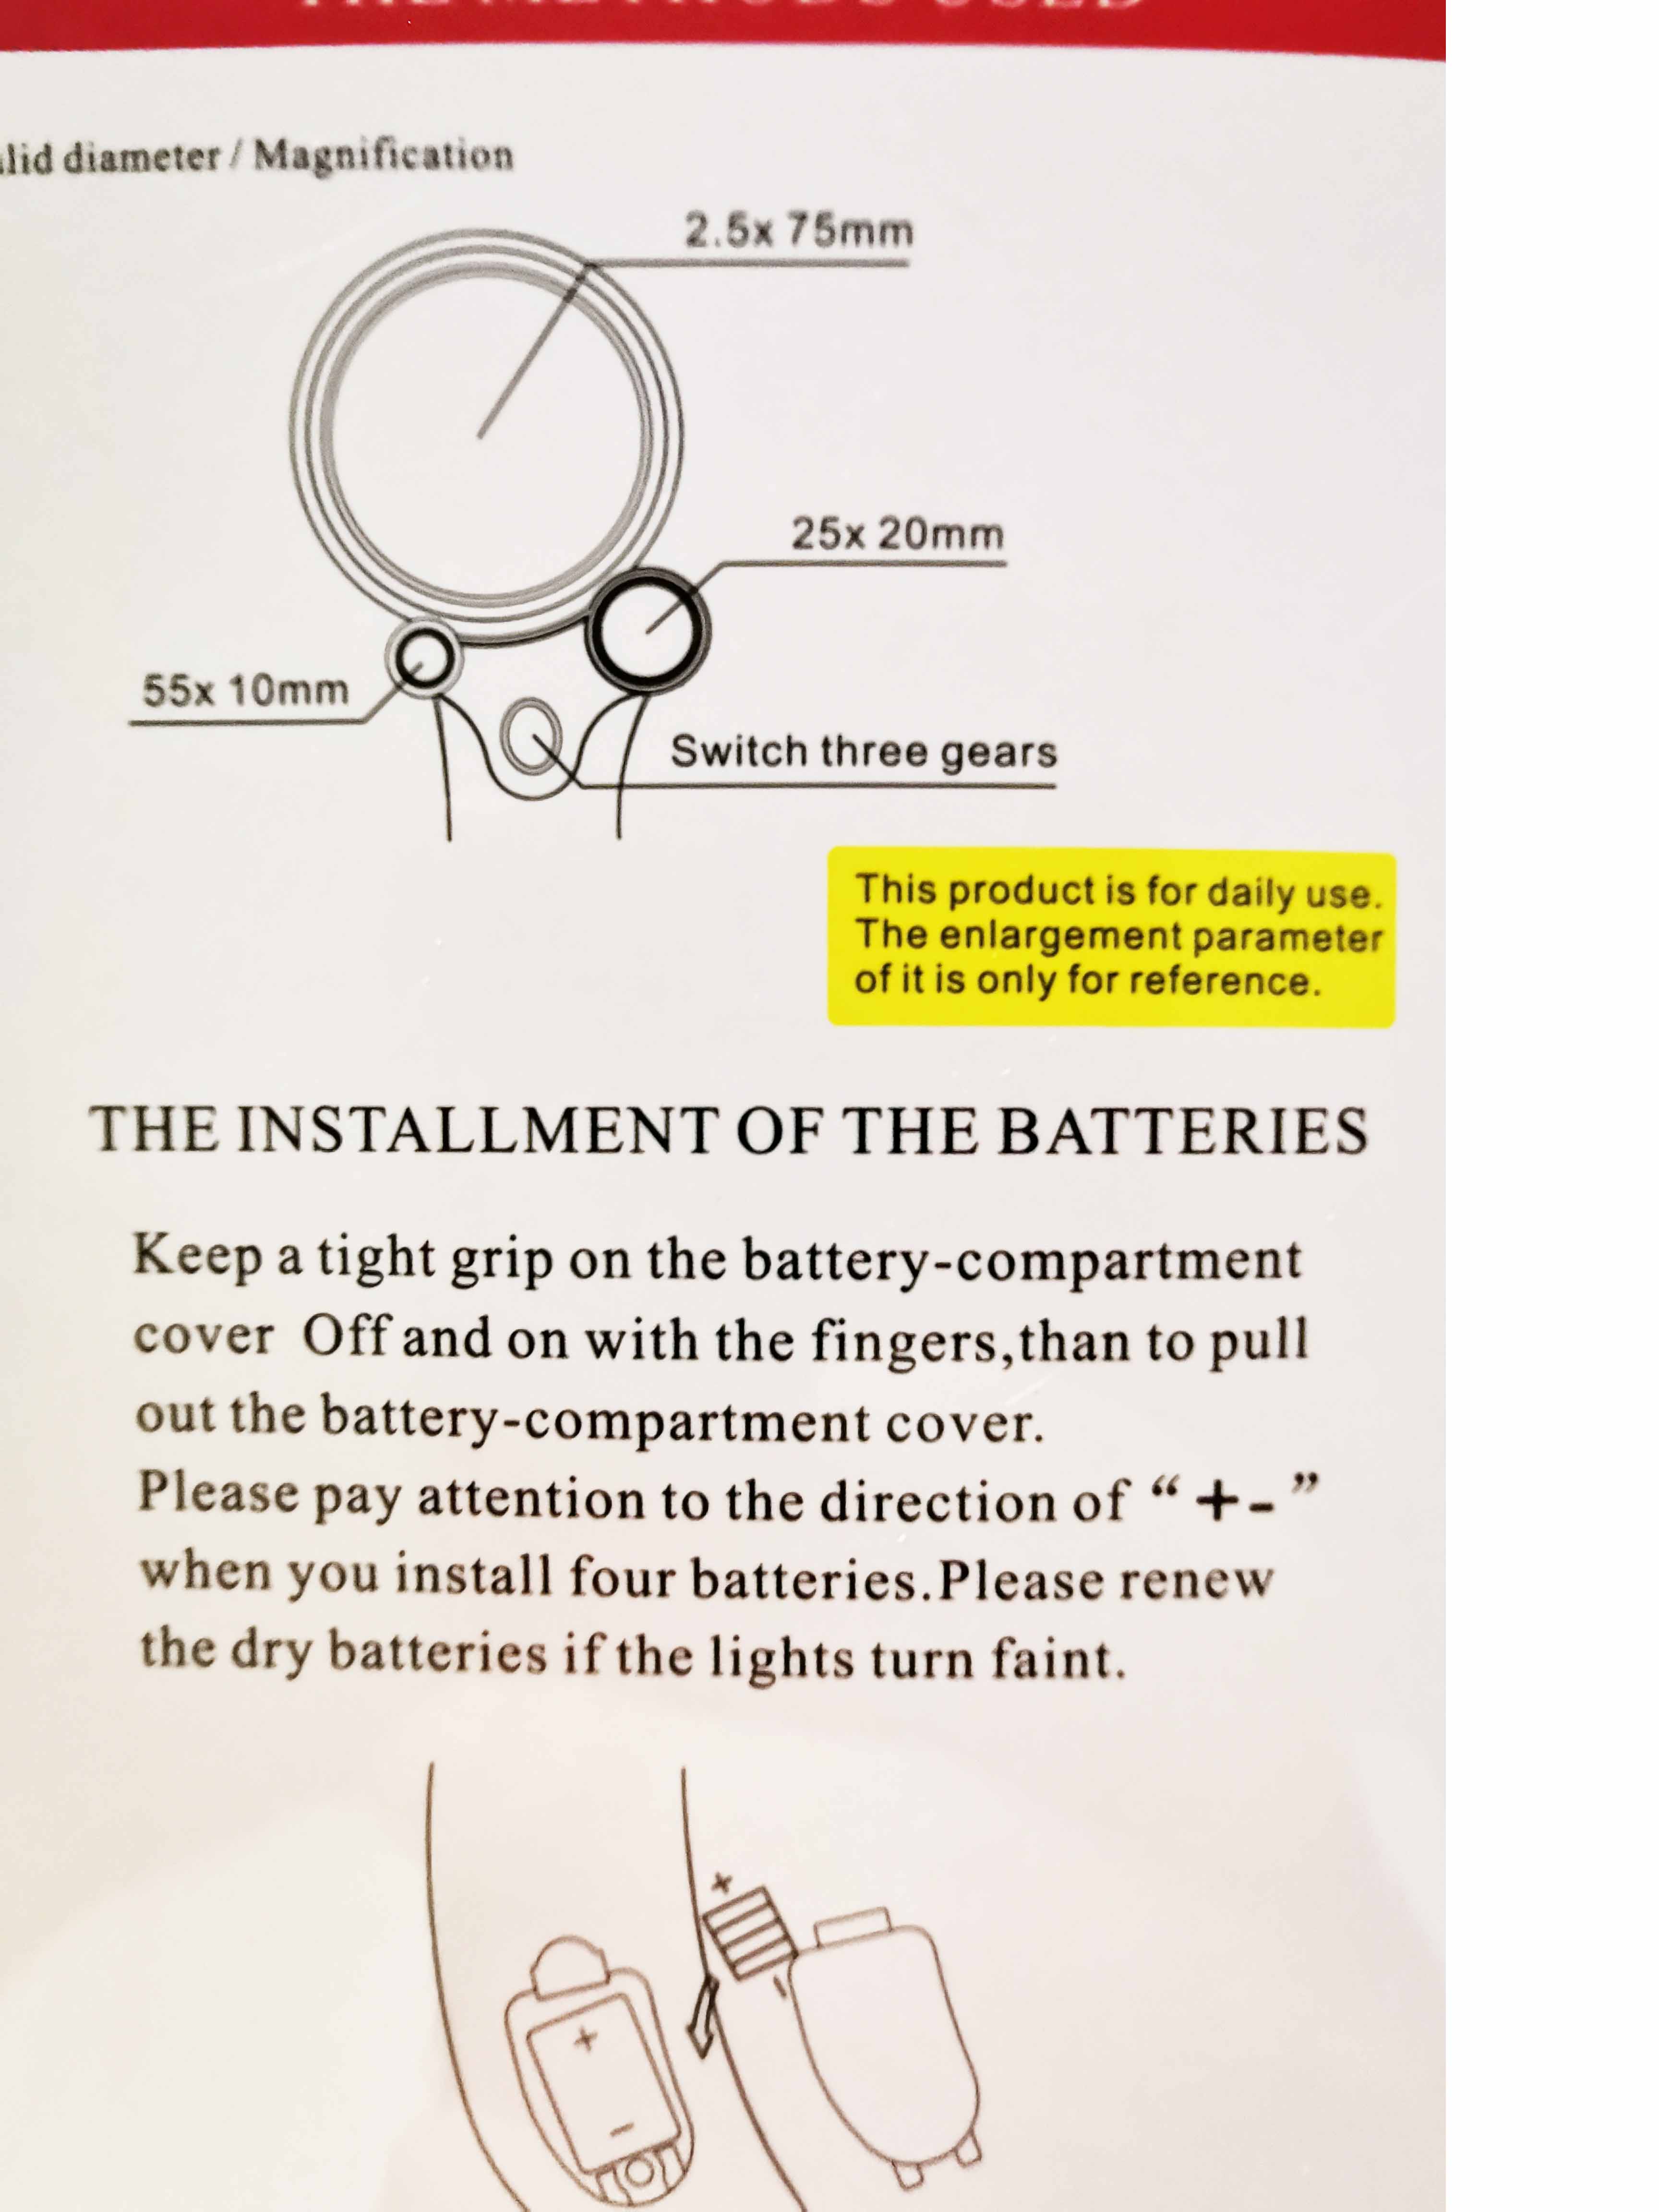 THE METHODS USED
diameter / Magnification
2.5x 75mm
25x 20mm
55x 10mm
Switch three gears
This product is for daily use.
The enlargement parameter
of it is only for reference.
THE INSTALLMENT OF THE BATTERIES
Keep a tight grip on the battery-compartment
cover Off and on with the fingers,than to pull
out the battery-compartment cover.
Please pay attention to the direction of “ + - ”
when you install four batteries.Please renew
the dry batteries if the lights turn faint.
+
-
+
-